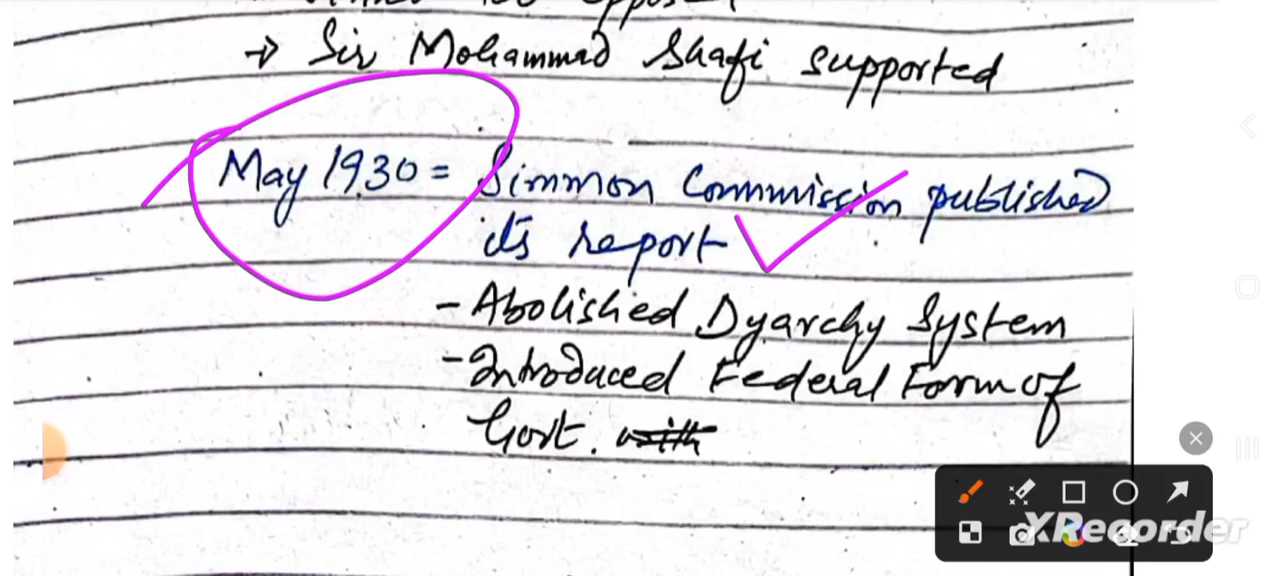 → Sir Mohammad Shafi supported
May 1930 = Simmon Commission published
its report
- Abolished Dyarchy System
- Introduced Federal Form of
Govt. with
XRecorder